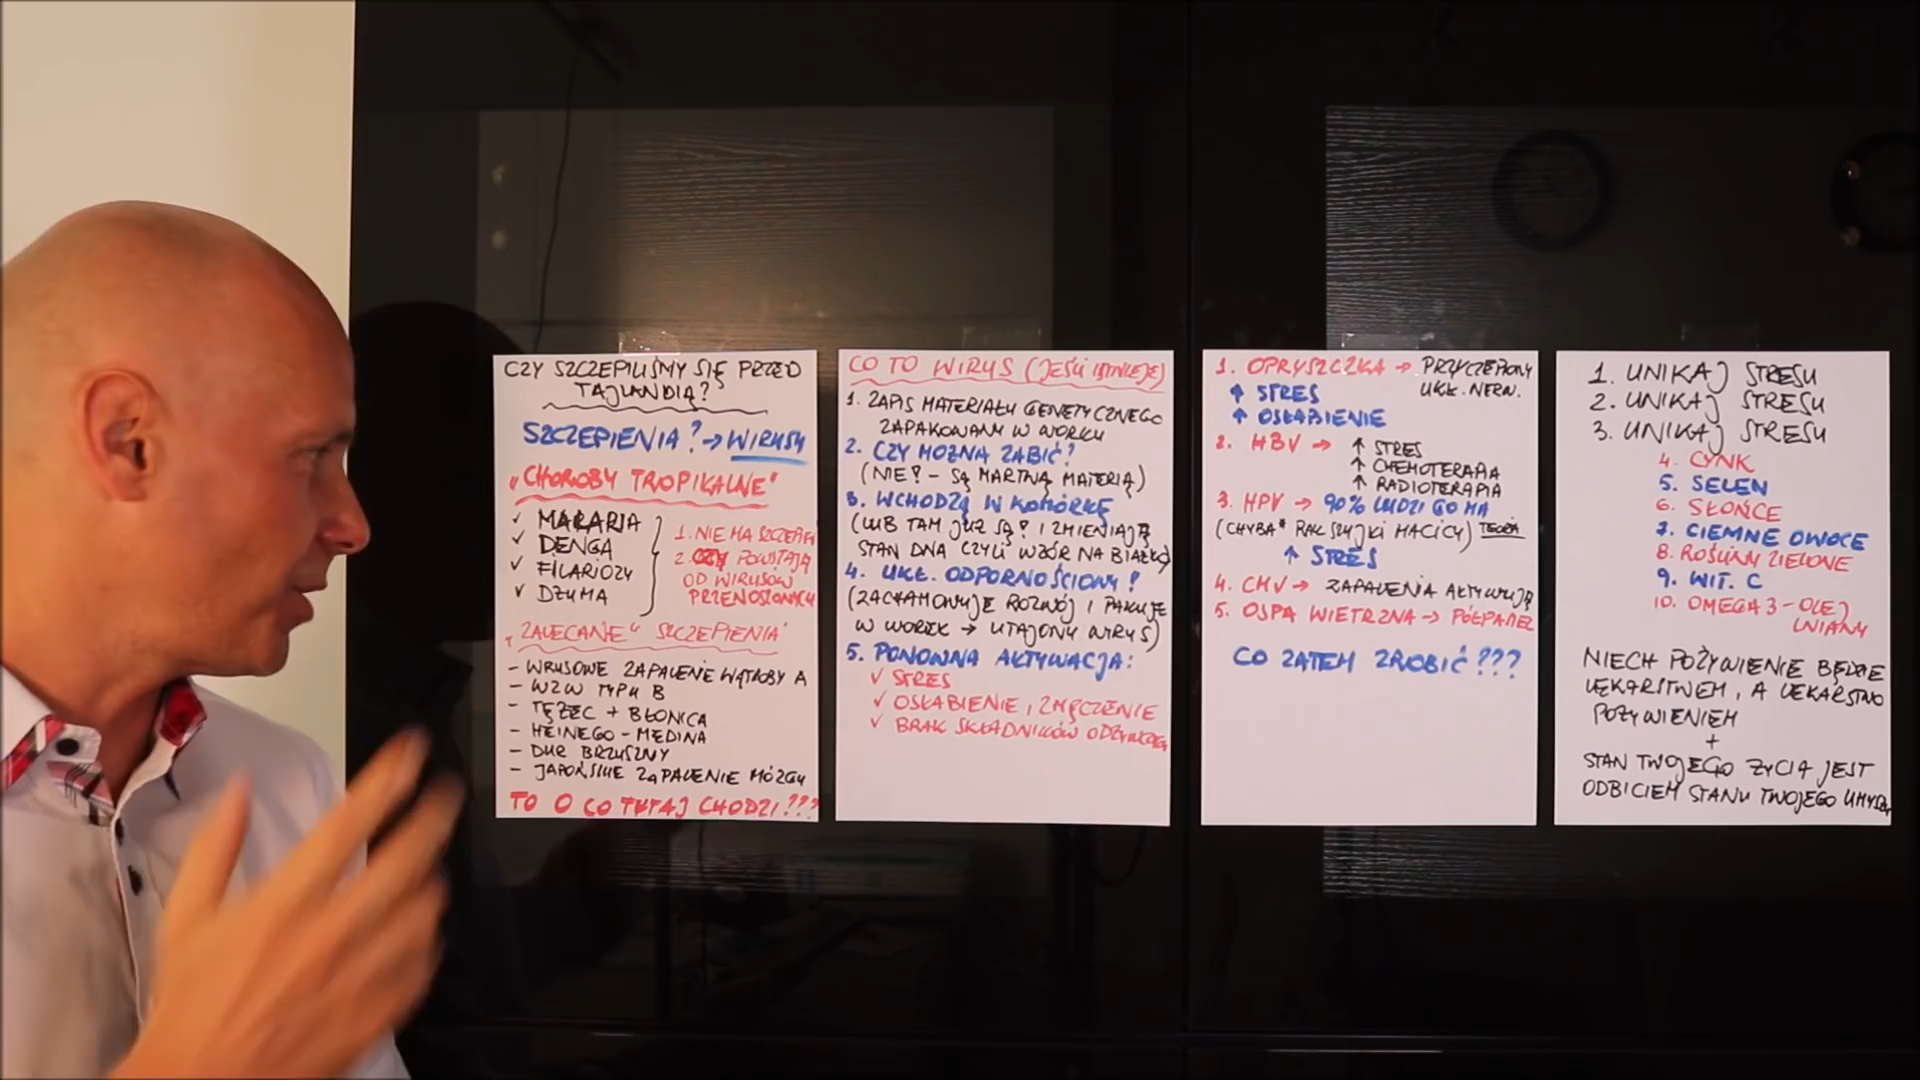 CZY SZCZEPILIŚMY SIĘ PRZED
TAJLANDIĄ?
SZCZEPIENIA? → WIRUSY
"CHOROBY TROPIKALNE"
✓ MALARIA
✓ DENGA
✓ FILARIOZY
✓ DŻUMA
1. NIE MA SZCZEPIEŃ
2. POWSTAJĄ
OD WIRUSÓW
PRZENOSZONYCH
"ZALECANE" SZCZEPIENIA
- WIRUSOWE ZAPALENIE WĄTROBY A
- WZW TYPU B
- TĘŻEC + BŁONICA
- HEINEGO-MEDINA
- DUR BRZUSZNY
- JAPOŃSKIE ZAPALENIE MÓZGU
TO O CO TUTAJ CHODZI???
CO TO WIRUS (JEŚLI ISTNIEJE)
1. ZAPIS MATERIAŁU GENETYCZNEGO
ZAPAKOWANY W WORKU
2. CZY MOŻNA ZABIĆ?
(NIE? - SĄ MARTWĄ MATERIĄ)
3. WCHODZĄ W KOMÓRKĘ
(LUB TAM JUŻ SĄ? I ZMIENIAJĄ
STAN DNA CZYLI WZÓR NA BIAŁKO)
4. UKŁ. ODPORNOŚCIOWY?
(ZACHAMOWUJE ROZWÓJ I PAKUJE
W WOREK → UTAJONY WIRUS)
5. PONOWNA AKTYWACJA:
✓ STRES
✓ OSŁABIENIE, ZMĘCZENIE
✓ BRAK SKŁADNIKÓW ODŻYWCZYCH
1. OPRYSZCZKA → PRZYCZEPIONY
UKŁ. NERW.
↑ STRES
↑ OSŁABIENIE
2. HBV → ↑ STRES
↑ CHEMOTERAPIA
↑ RADIOTERAPIA
3. HPV → 90% LUDZI GO MA
(CHYBA* RAK SZYJKI MACICY) TEORIA
↑ STRES
4. CMV → ZAPALENIA AKTYWUJĄ
5. OSPA WIETRZNA → PÓŁPASIEC
CO ZATEM ZROBIĆ???
1. UNIKAJ STRESU
2. UNIKAJ STRESU
3. UNIKAJ STRESU
4. CYNK
5. SELEN
6. SŁOŃCE
7. CIEMNE OWOCE
8. ROŚLINY ZIELONE
9. WIT. C
10. OMEGA 3 - OLEJ
LNIANY
NIECH POŻYWIENIE BĘDZIE
LEKARSTWEM, A LEKARSTWO
POŻYWIENIEM
+
STAN TWOJEGO ŻYCIA JEST
ODBICIEM STANU TWOJEGO UMYSŁU